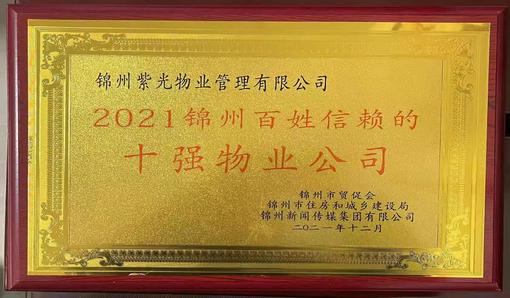 锦州紫光物业管理有限公司
2021锦州百姓信赖的
十强物业公司
锦州市贸促会
锦州市住房和城乡建设局
锦州新闻传媒集团有限公司
二〇二一年十二月